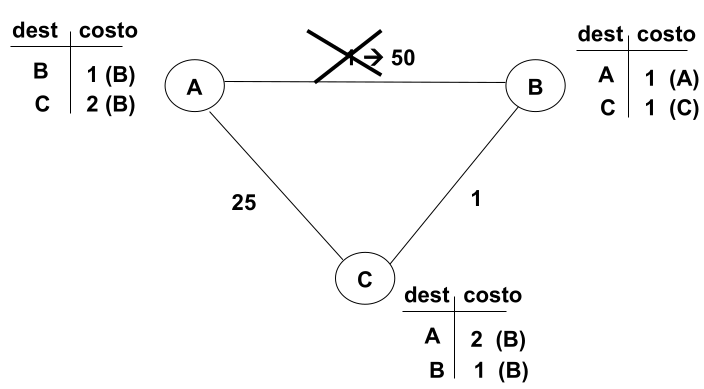 dest costo
B 1 (B)
C 2 (B)
1 → 50
A
B
dest costo
A 1 (A)
C 1 (C)
25
1
C
dest costo
A 2 (B)
B 1 (B)